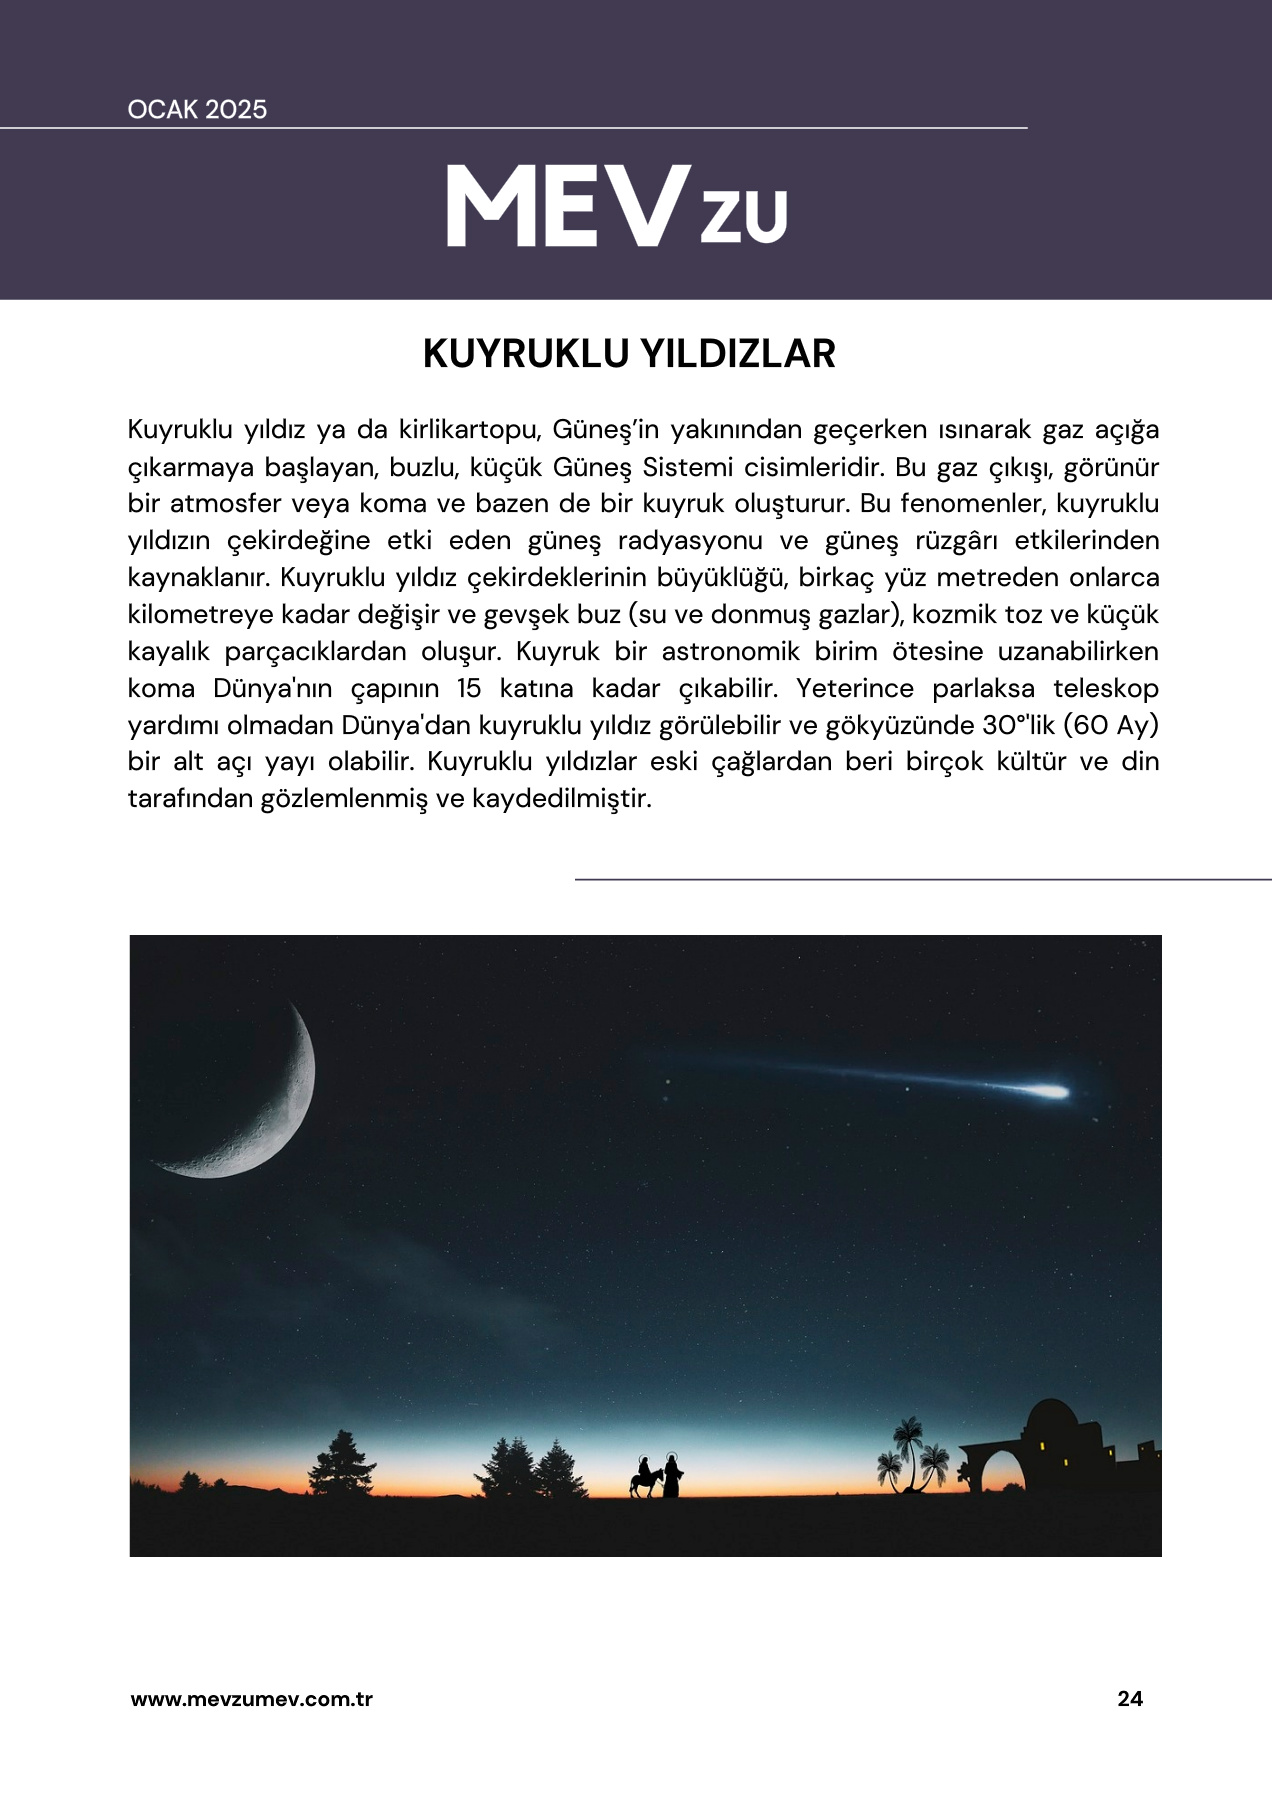 OCAK 2025
MEVzu
KUYRUKLU YILDIZLAR
Kuyruklu yıldız ya da kirlikartopu, Güneş’in yakınından geçerken ısınarak gaz açığa
çıkarmaya başlayan, buzlu, küçük Güneş Sistemi cisimleridir. Bu gaz çıkışı, görünür
bir atmosfer veya koma ve bazen de bir kuyruk oluşturur. Bu fenomenler, kuyruklu
yıldızın çekirdeğine etki eden güneş radyasyonu ve güneş rüzgârı etkilerinden
kaynaklanır. Kuyruklu yıldız çekirdeklerinin büyüklüğü, birkaç yüz metreden onlarca
kilometreye kadar değişir ve gevşek buz (su ve donmuş gazlar), kozmik toz ve küçük
kayalık parçacıklardan oluşur. Kuyruk bir astronomik birim ötesine uzanabilirken
koma Dünya'nın çapının 15 katına kadar çıkabilir. Yeterince parlaksa teleskop
yardımı olmadan Dünya'dan kuyruklu yıldız görülebilir ve gökyüzünde 30°'lik (60 Ay)
bir alt açı yayı olabilir. Kuyruklu yıldızlar eski çağlardan beri birçok kültür ve din
tarafından gözlemlenmiş ve kaydedilmiştir.
www.mevzumev.com.tr
24